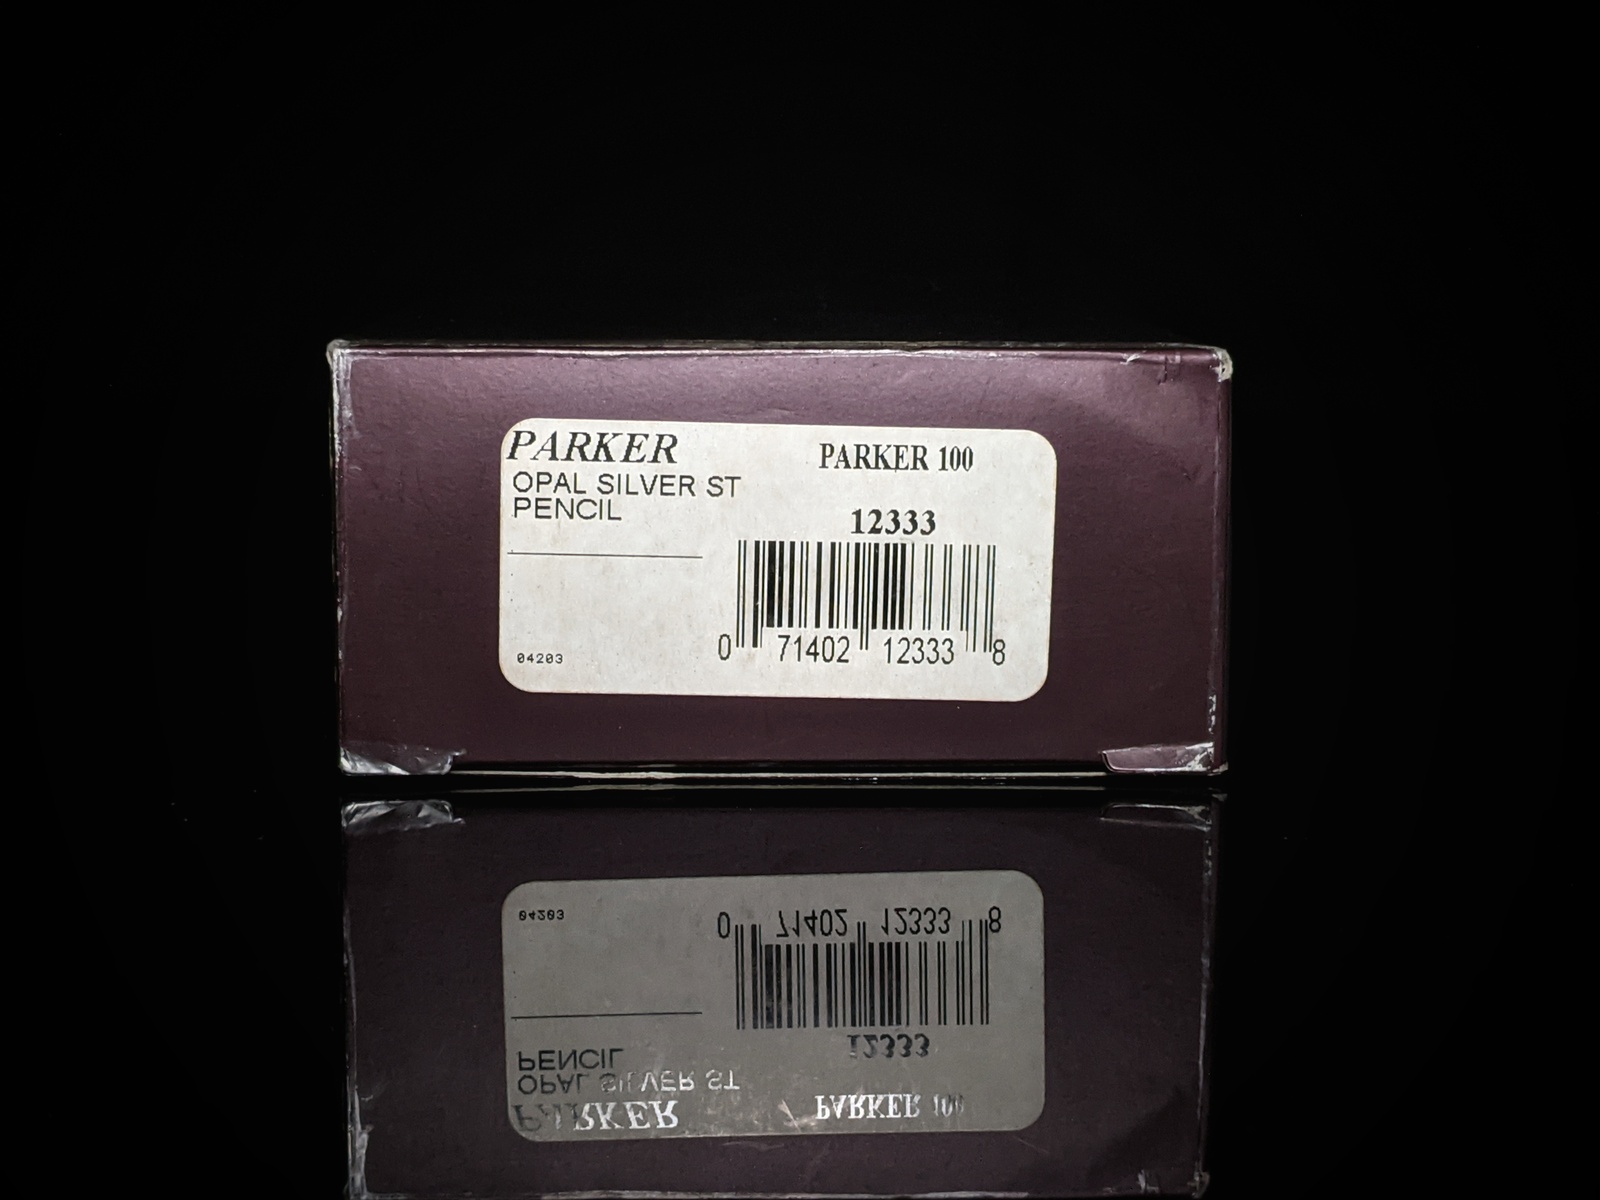 PARKER
PARKER 100
OPAL SILVER ST
PENCIL
12333
04203
0 71402 12333 8